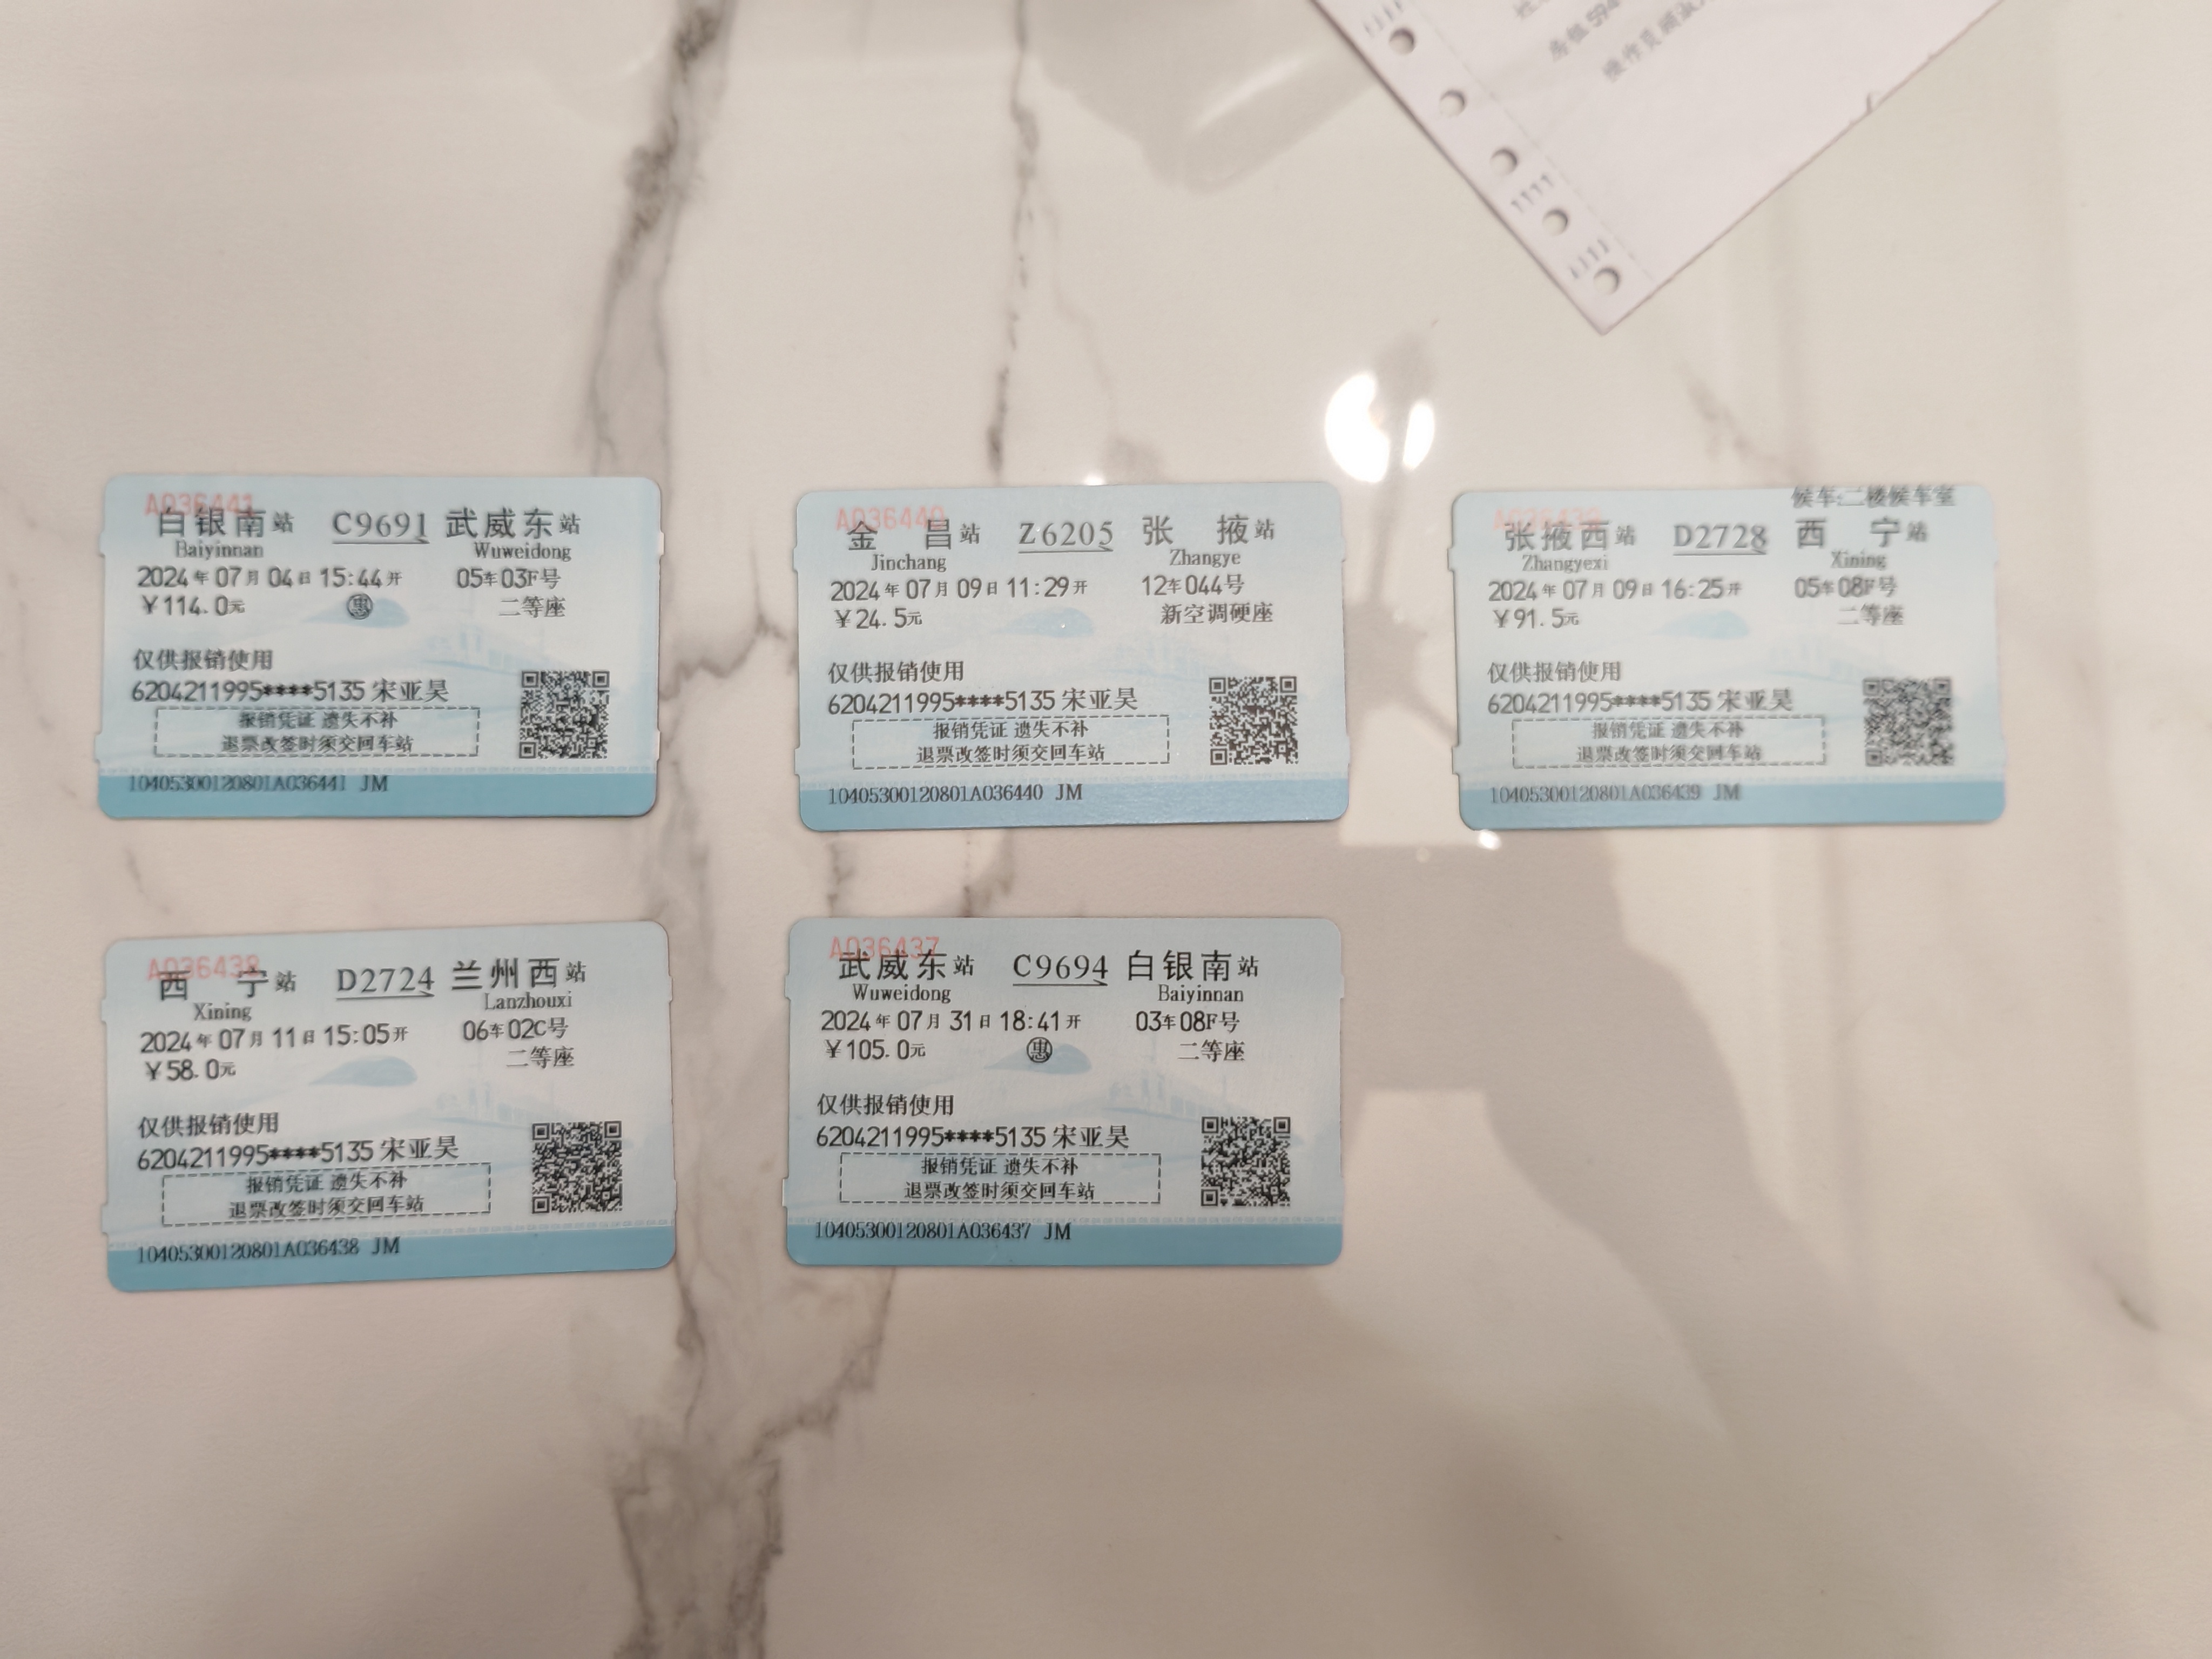 A036441
白银南站 C9691 武威东站
Baiyinnan Wuweidong
2024年07月04日15:44开 05车03F号
￥114.0元 惠 二等座
仅供报销使用
6204211995****5135 宋亚昊
报销凭证 遗失不补
退票改签时须交回车站
10405300120801A036441 JM
A036440
金昌站 Z6205 张掖站
Jinchang Zhangye
2024年07月09日11:29开 12车044号
￥24.5元 新空调硬座
仅供报销使用
6204211995****5135 宋亚昊
报销凭证 遗失不补
退票改签时须交回车站
10405300120801A036440 JM
候车:二楼候车室
A036439
张掖西站 D2728 西宁站
Zhangyexi Xining
2024年07月09日16:25开 05车08F号
￥91.5元 二等座
仅供报销使用
6204211995****5135 宋亚昊
报销凭证 遗失不补
退票改签时须交回车站
10405300120801A036439 JM
A036438
西宁站 D2724 兰州西站
Xining Lanzhouxi
2024年07月11日15:05开 06车02C号
￥58.0元 二等座
仅供报销使用
6204211995****5135 宋亚昊
报销凭证 遗失不补
退票改签时须交回车站
10405300120801A036438 JM
A036437
武威东站 C9694 白银南站
Wuweidong Baiyinnan
2024年07月31日18:41开 03车08F号
￥105.0元 惠 二等座
仅供报销使用
6204211995****5135 宋亚昊
报销凭证 遗失不补
退票改签时须交回车站
10405300120801A036437 JM